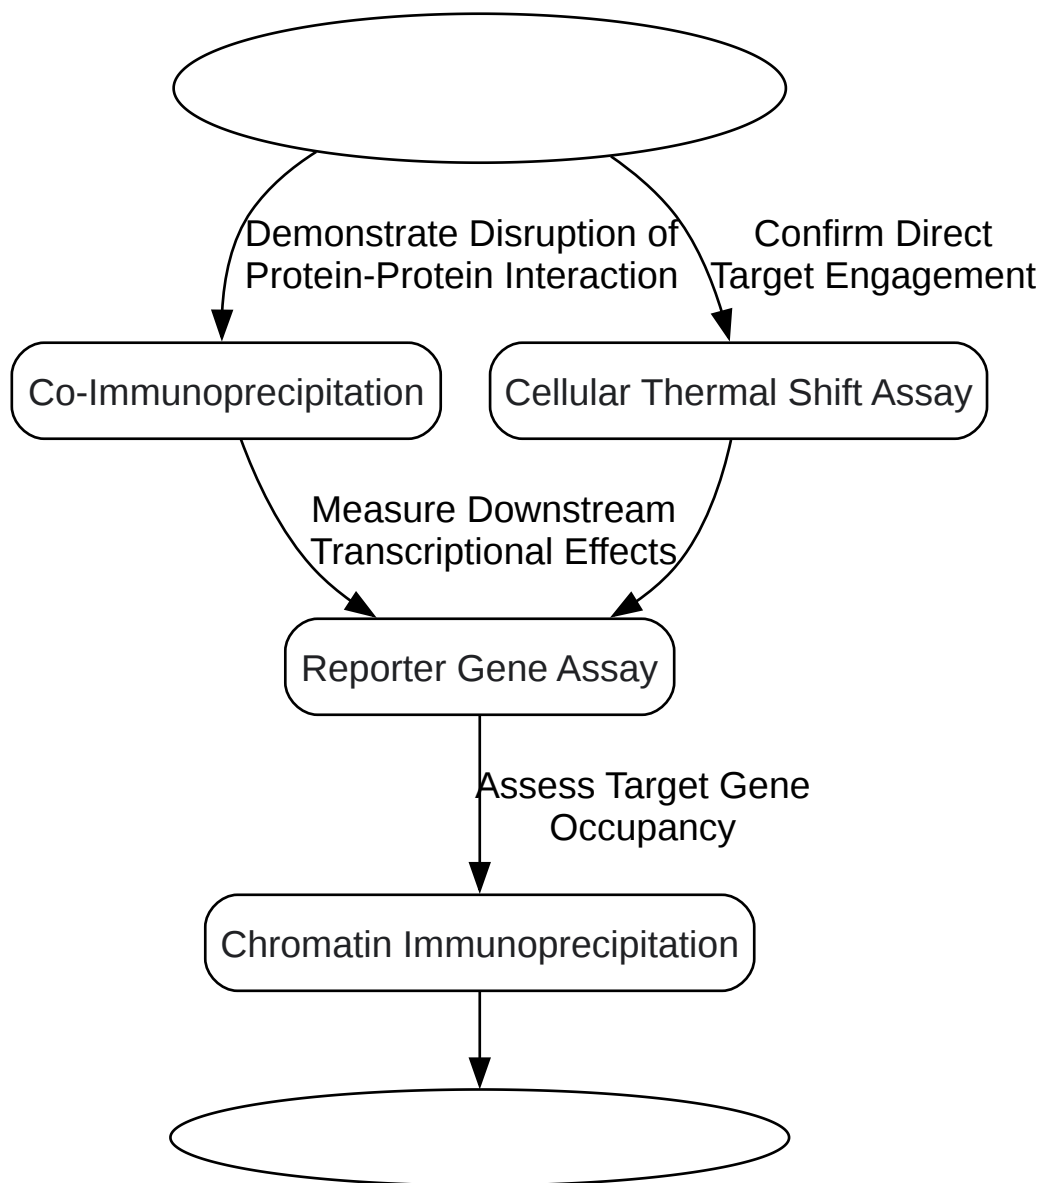 Demonstrate Disruption of
Protein-Protein Interaction
Confirm Direct
Target Engagement
Co-Immunoprecipitation
Cellular Thermal Shift Assay
Measure Downstream
Transcriptional Effects
Reporter Gene Assay
Assess Target Gene
Occupancy
Chromatin Immunoprecipitation